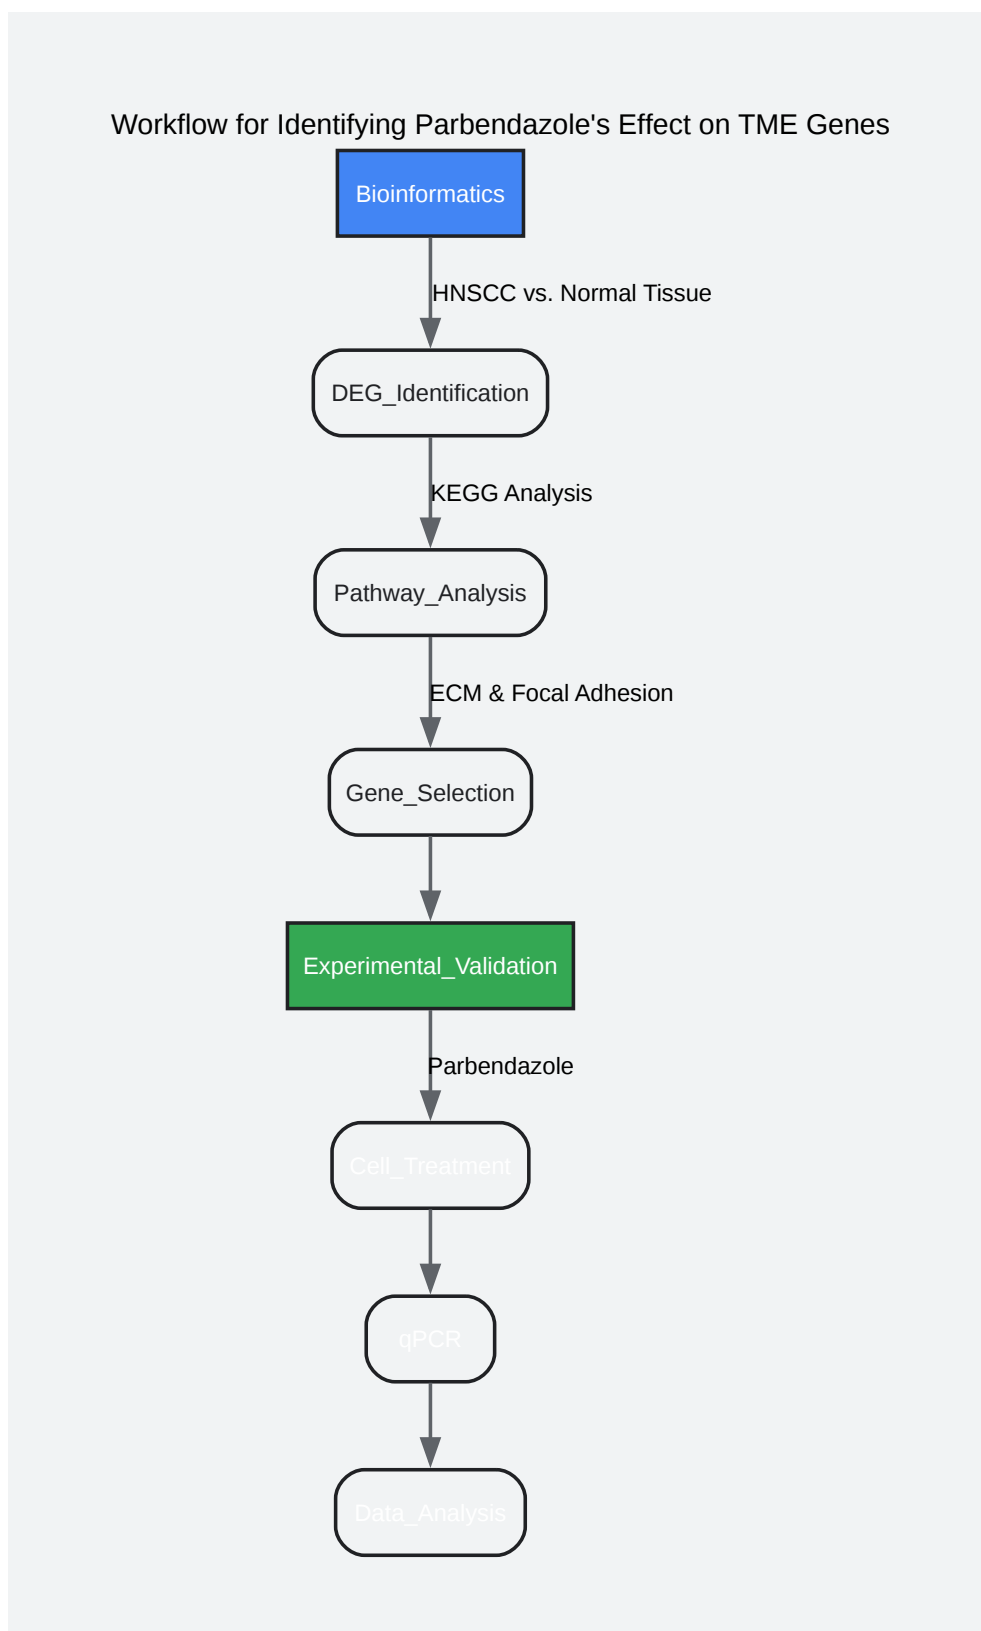 Workflow for Identifying Parbendazole's Effect on TME Genes
Bioinformatics
HNSCC vs. Normal Tissue
DEG_Identification
KEGG Analysis
Pathway_Analysis
ECM & Focal Adhesion
Gene_Selection
Experimental_Validation
Parbendazole
Cell_Treatment
qPCR
Data_Analysis